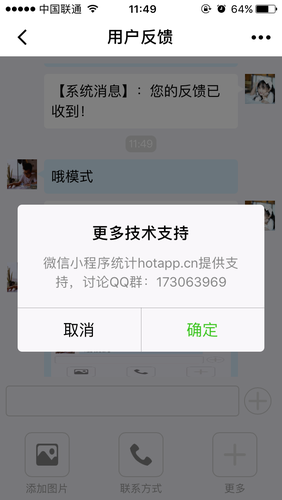 中国联通 11:49 64%
用户反馈
【系统消息】：您的反馈已
收到！
11:49
哦模式
更多技术支持
微信小程序统计hotapp.cn提供支
持，讨论QQ群：173063969
取消 确定
添加图片 联系方式 更多